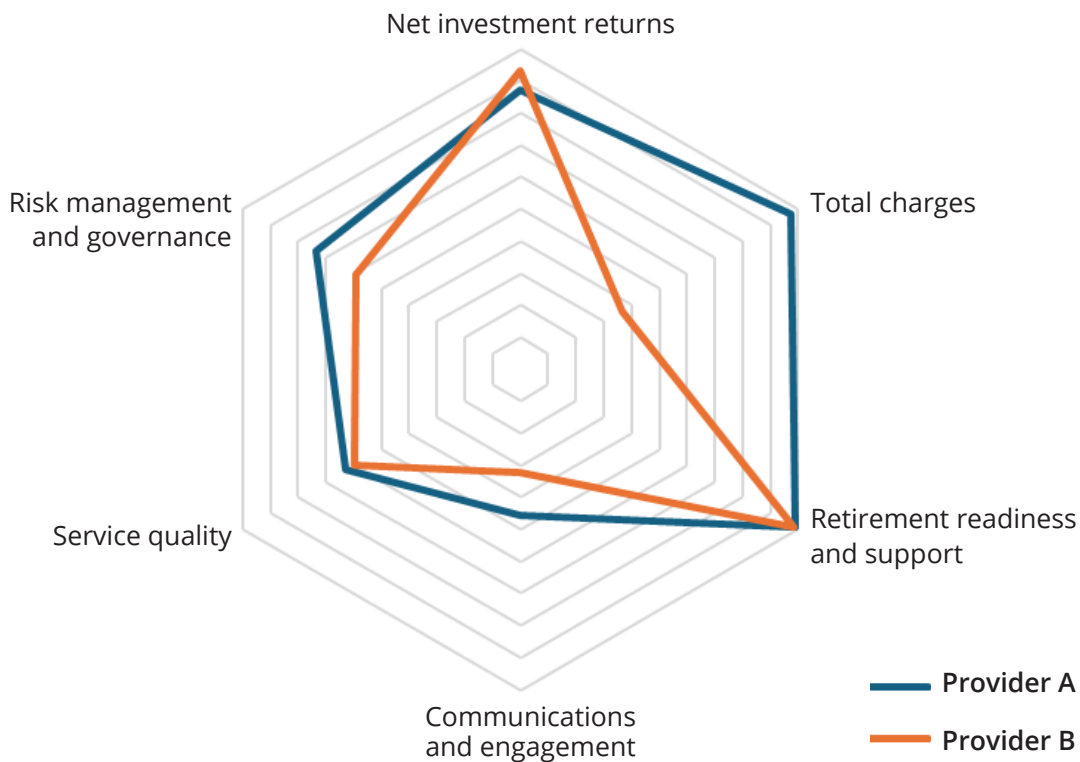 Net investment returns
Risk management
and governance
Total charges
Service quality
Retirement readiness
and support
Communications
and engagement
Provider A
Provider B